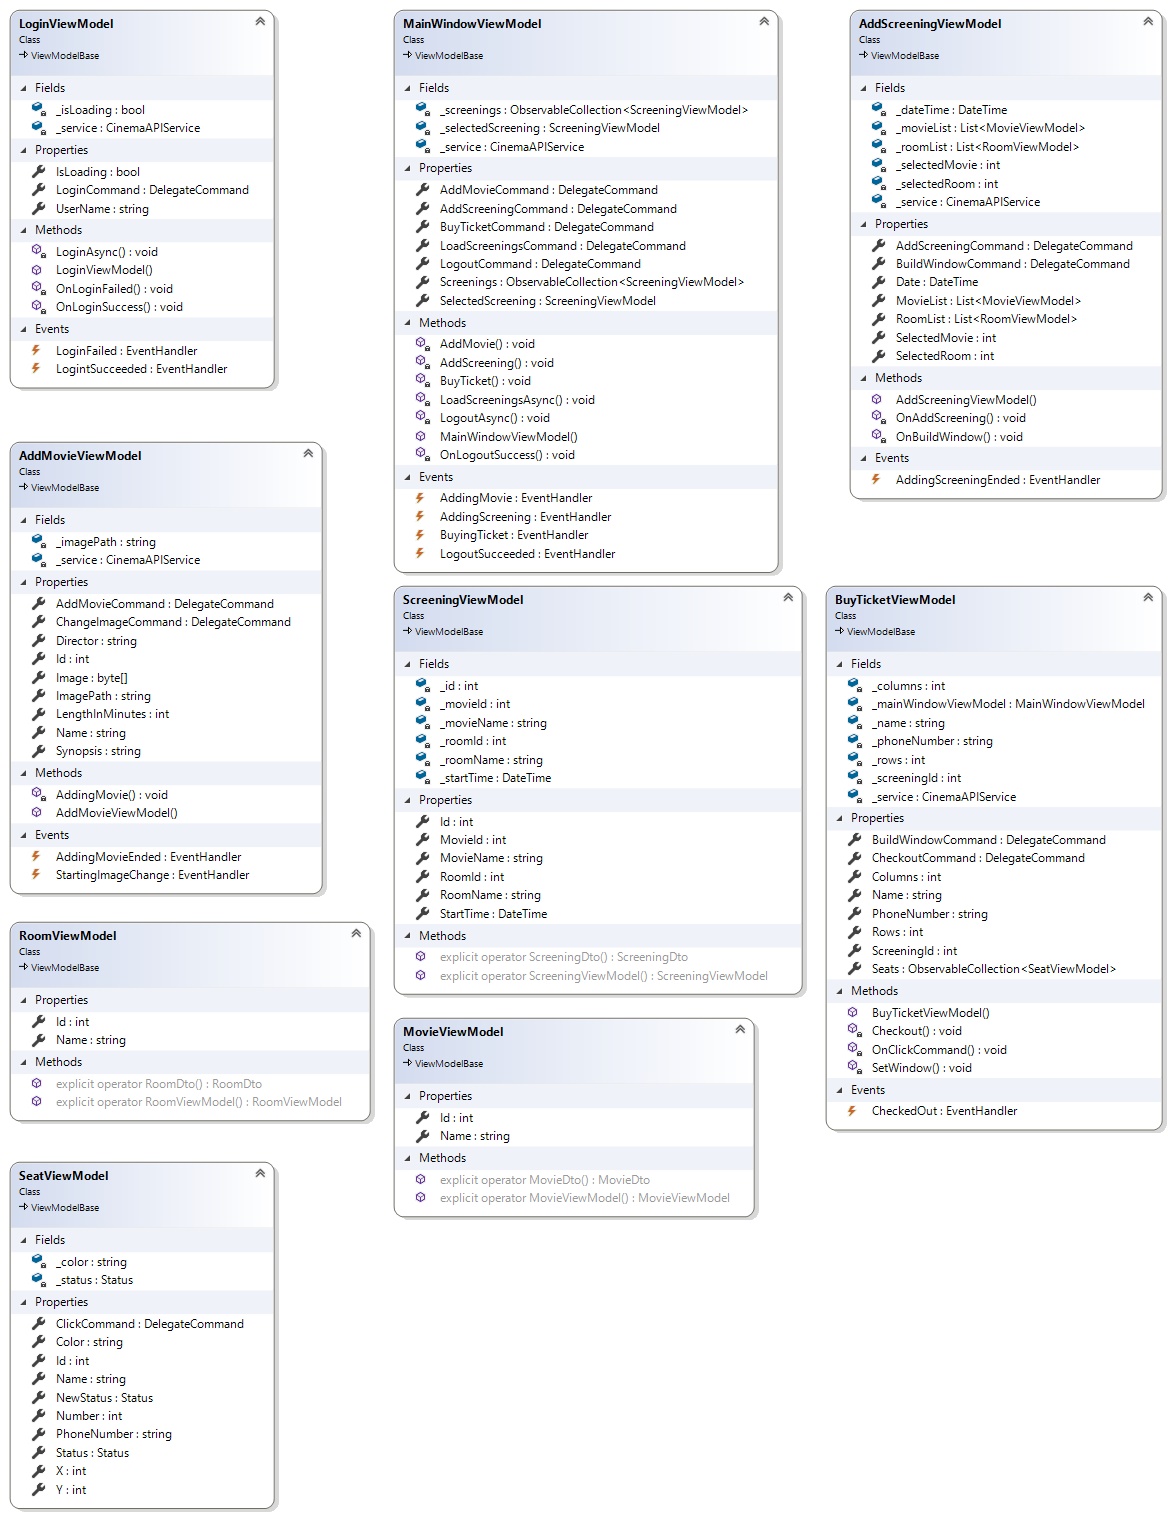 LoginViewModel
Class
ViewModelBase
Fields
_isLoading : bool
_service : CinemaAPIService
Properties
IsLoading : bool
LoginCommand : DelegateCommand
UserName : string
Methods
LoginAsync() : void
LoginViewModel()
OnLoginFailed() : void
OnLoginSuccess() : void
Events
LoginFailed : EventHandler
LogintSucceeded : EventHandler
AddMovieViewModel
Class
ViewModelBase
Fields
_imagePath : string
_service : CinemaAPIService
Properties
AddMovieCommand : DelegateCommand
ChangeImageCommand : DelegateCommand
Director : string
Id : int
Image : byte[]
ImagePath : string
LengthInMinutes : int
Name : string
Synopsis : string
Methods
AddingMovie() : void
AddMovieViewModel()
Events
AddingMovieEnded : EventHandler
StartingImageChange : EventHandler
RoomViewModel
Class
ViewModelBase
Properties
Id : int
Name : string
Methods
explicit operator RoomDto() : RoomDto
explicit operator RoomViewModel() : RoomViewModel
SeatViewModel
Class
ViewModelBase
Fields
_color : string
_status : Status
Properties
ClickCommand : DelegateCommand
Color : string
Id : int
Name : string
NewStatus : Status
Number : int
PhoneNumber : string
Status : Status
X : int
Y : int
MainWindowViewModel
Class
ViewModelBase
Fields
_screenings : ObservableCollection<ScreeningViewModel>
_selectedScreening : ScreeningViewModel
_service : CinemaAPIService
Properties
AddMovieCommand : DelegateCommand
AddScreeningCommand : DelegateCommand
BuyTicketCommand : DelegateCommand
LoadScreeningsCommand : DelegateCommand
LogoutCommand : DelegateCommand
Screenings : ObservableCollection<ScreeningViewModel>
SelectedScreening : ScreeningViewModel
Methods
AddMovie() : void
AddScreening() : void
BuyTicket() : void
LoadScreeningsAsync() : void
LogoutAsync() : void
MainWindowViewModel()
OnLogoutSuccess() : void
Events
AddingMovie : EventHandler
AddingScreening : EventHandler
BuyingTicket : EventHandler
LogoutSucceeded : EventHandler
ScreeningViewModel
Class
ViewModelBase
Fields
_id : int
_movieId : int
_movieName : string
_roomId : int
_roomName : string
_startTime : DateTime
Properties
Id : int
MovieId : int
MovieName : string
RoomId : int
RoomName : string
StartTime : DateTime
Methods
explicit operator ScreeningDto() : ScreeningDto
explicit operator ScreeningViewModel() : ScreeningViewModel
MovieViewModel
Class
ViewModelBase
Properties
Id : int
Name : string
Methods
explicit operator MovieDto() : MovieDto
explicit operator MovieViewModel() : MovieViewModel
AddScreeningViewModel
Class
ViewModelBase
Fields
_dateTime : DateTime
_movieList : List<MovieViewModel>
_roomList : List<RoomViewModel>
_selectedMovie : int
_selectedRoom : int
_service : CinemaAPIService
Properties
AddScreeningCommand : DelegateCommand
BuildWindowCommand : DelegateCommand
Date : DateTime
MovieList : List<MovieViewModel>
RoomList : List<RoomViewModel>
SelectedMovie : int
SelectedRoom : int
Methods
AddScreeningViewModel()
OnAddScreening() : void
OnBuildWindow() : void
Events
AddingScreeningEnded : EventHandler
BuyTicketViewModel
Class
ViewModelBase
Fields
_columns : int
_mainWindowViewModel : MainWindowViewModel
_name : string
_phoneNumber : string
_rows : int
_screeningId : int
_service : CinemaAPIService
Properties
BuildWindowCommand : DelegateCommand
CheckoutCommand : DelegateCommand
Columns : int
Name : string
PhoneNumber : string
Rows : int
ScreeningId : int
Seats : ObservableCollection<SeatViewModel>
Methods
BuyTicketViewModel()
Checkout() : void
OnClickCommand() : void
SetWindow() : void
Events
CheckedOut : EventHandler